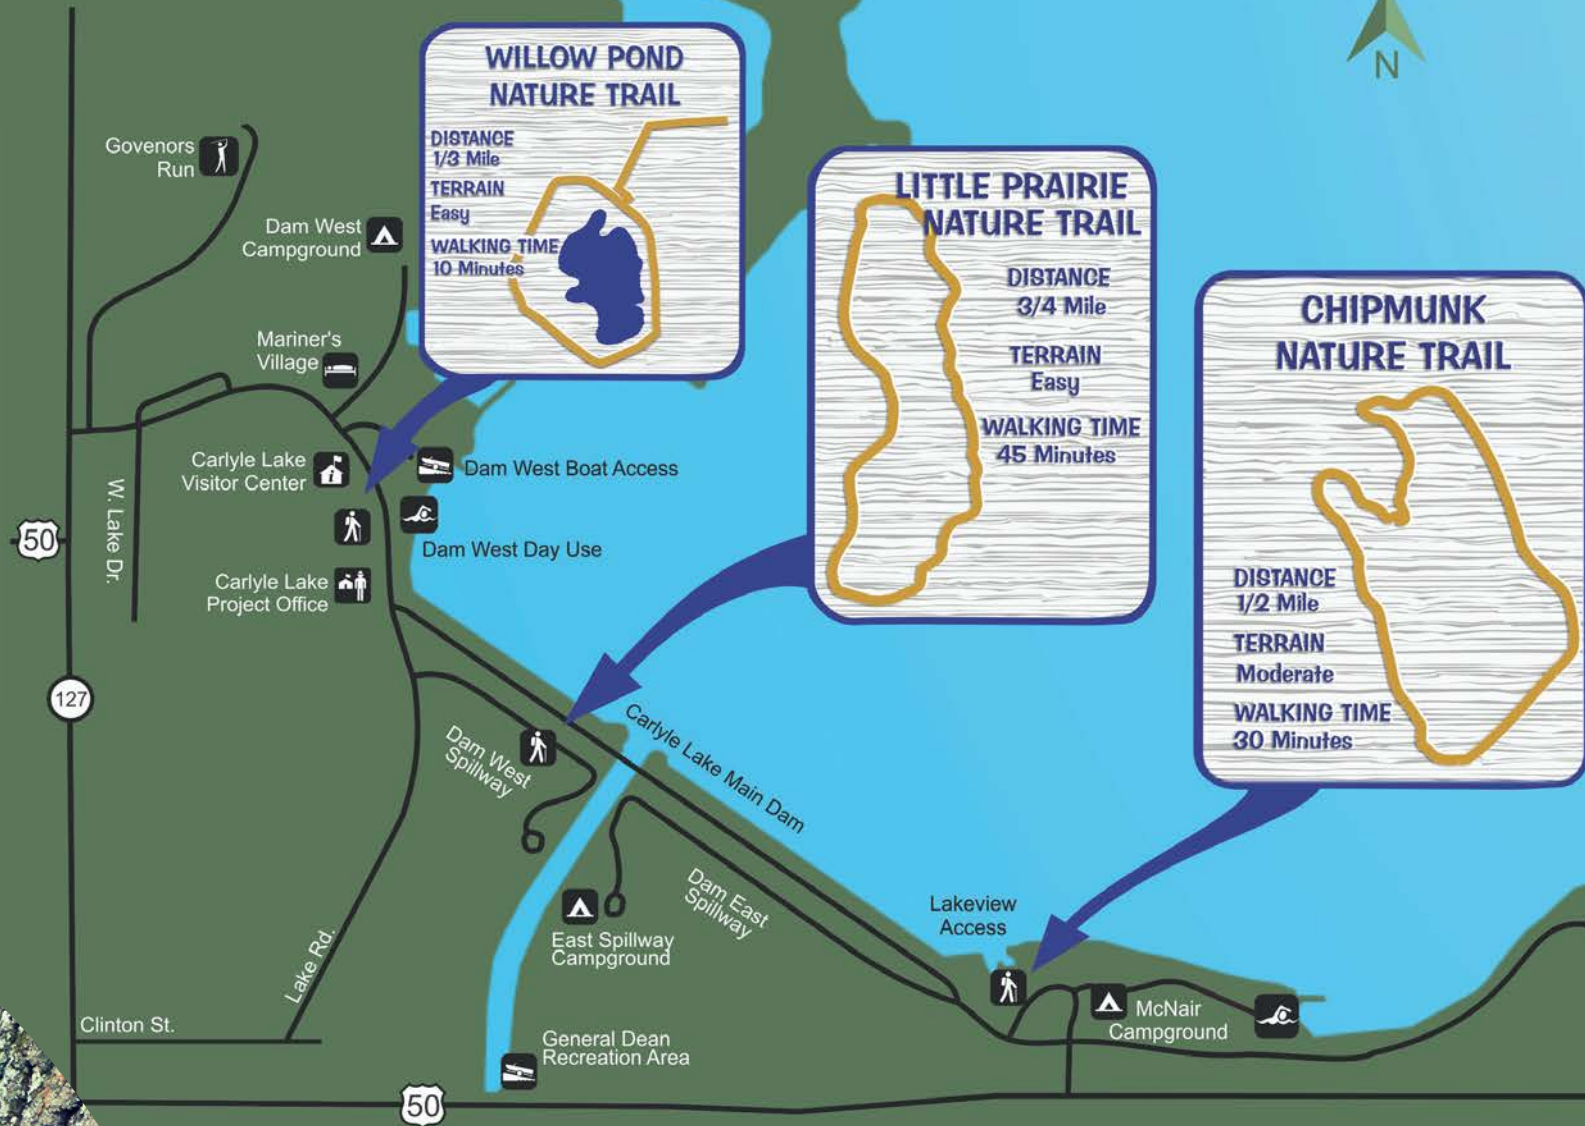 N
WILLOW POND
NATURE TRAIL
DISTANCE
1/3 Mile
TERRAIN
Easy
WALKING TIME
10 Minutes
LITTLE PRAIRIE
NATURE TRAIL
DISTANCE
3/4 Mile
TERRAIN
Easy
WALKING TIME
45 Minutes
CHIPMUNK
NATURE TRAIL
DISTANCE
1/2 Mile
TERRAIN
Moderate
WALKING TIME
30 Minutes
Govenors
Run
Dam West
Campground
Mariner's
Village
Carlyle Lake
Visitor Center
Dam West Boat Access
W. Lake Dr.
50
Dam West Day Use
Carlyle Lake
Project Office
127
Dam West
Spillway
Carlyle Lake Main Dam
Dam East
Spillway
Lakeview
Access
East Spillway
Campground
Lake Rd.
Clinton St.
General Dean
Recreation Area
McNair
Campground
50